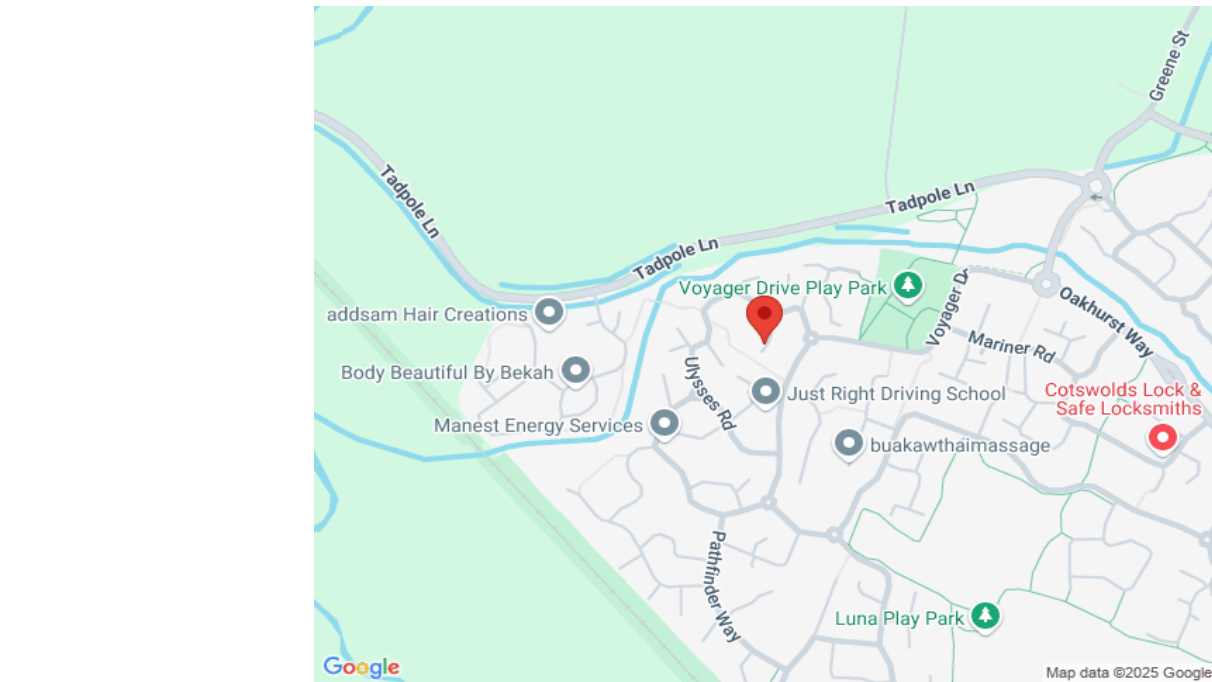 Greene St
Tadpole Ln
Tadpole Ln
Tadpole Ln
Voyager Drive Play Park
Voyager Dr
Oakhurst Way
addsam Hair Creations
Mariner Rd
Body Beautiful By Bekah
Ulysses Rd
Just Right Driving School
Cotswolds Lock &
Safe Locksmiths
Manest Energy Services
buakawthaimassage
Pathfinder Way
Luna Play Park
Google
Map data ©2025 Google